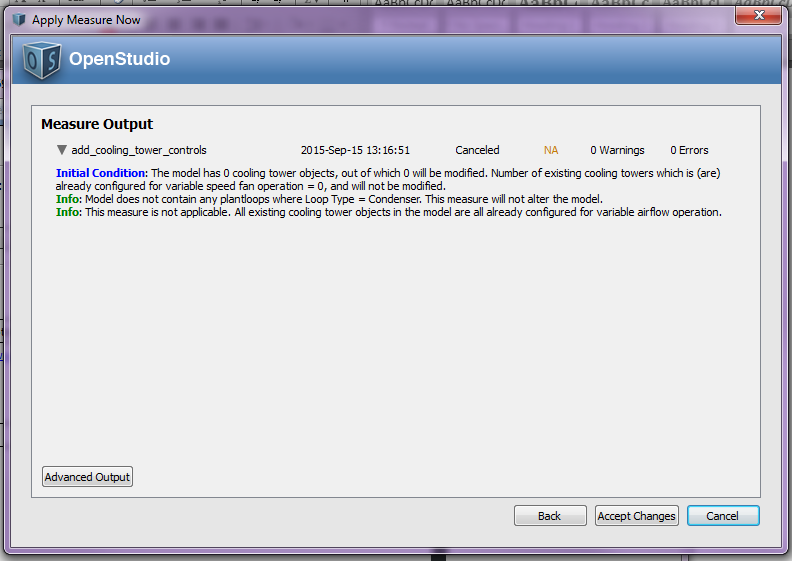 Apply Measure Now
OS
OpenStudio
Measure Output
add_cooling_tower_controls 2015-Sep-15 13:16:51 Canceled NA 0 Warnings 0 Errors
Initial Condition: The model has 0 cooling tower objects, out of which 0 will be modified. Number of existing cooling towers which is (are)
already configured for variable speed fan operation = 0, and will not be modified.
Info: Model does not contain any plantloops where Loop Type = Condenser. This measure will not alter the model.
Info: This measure is not applicable. All existing cooling tower objects in the model are all already configured for variable airflow operation.
Advanced Output
Back Accept Changes Cancel